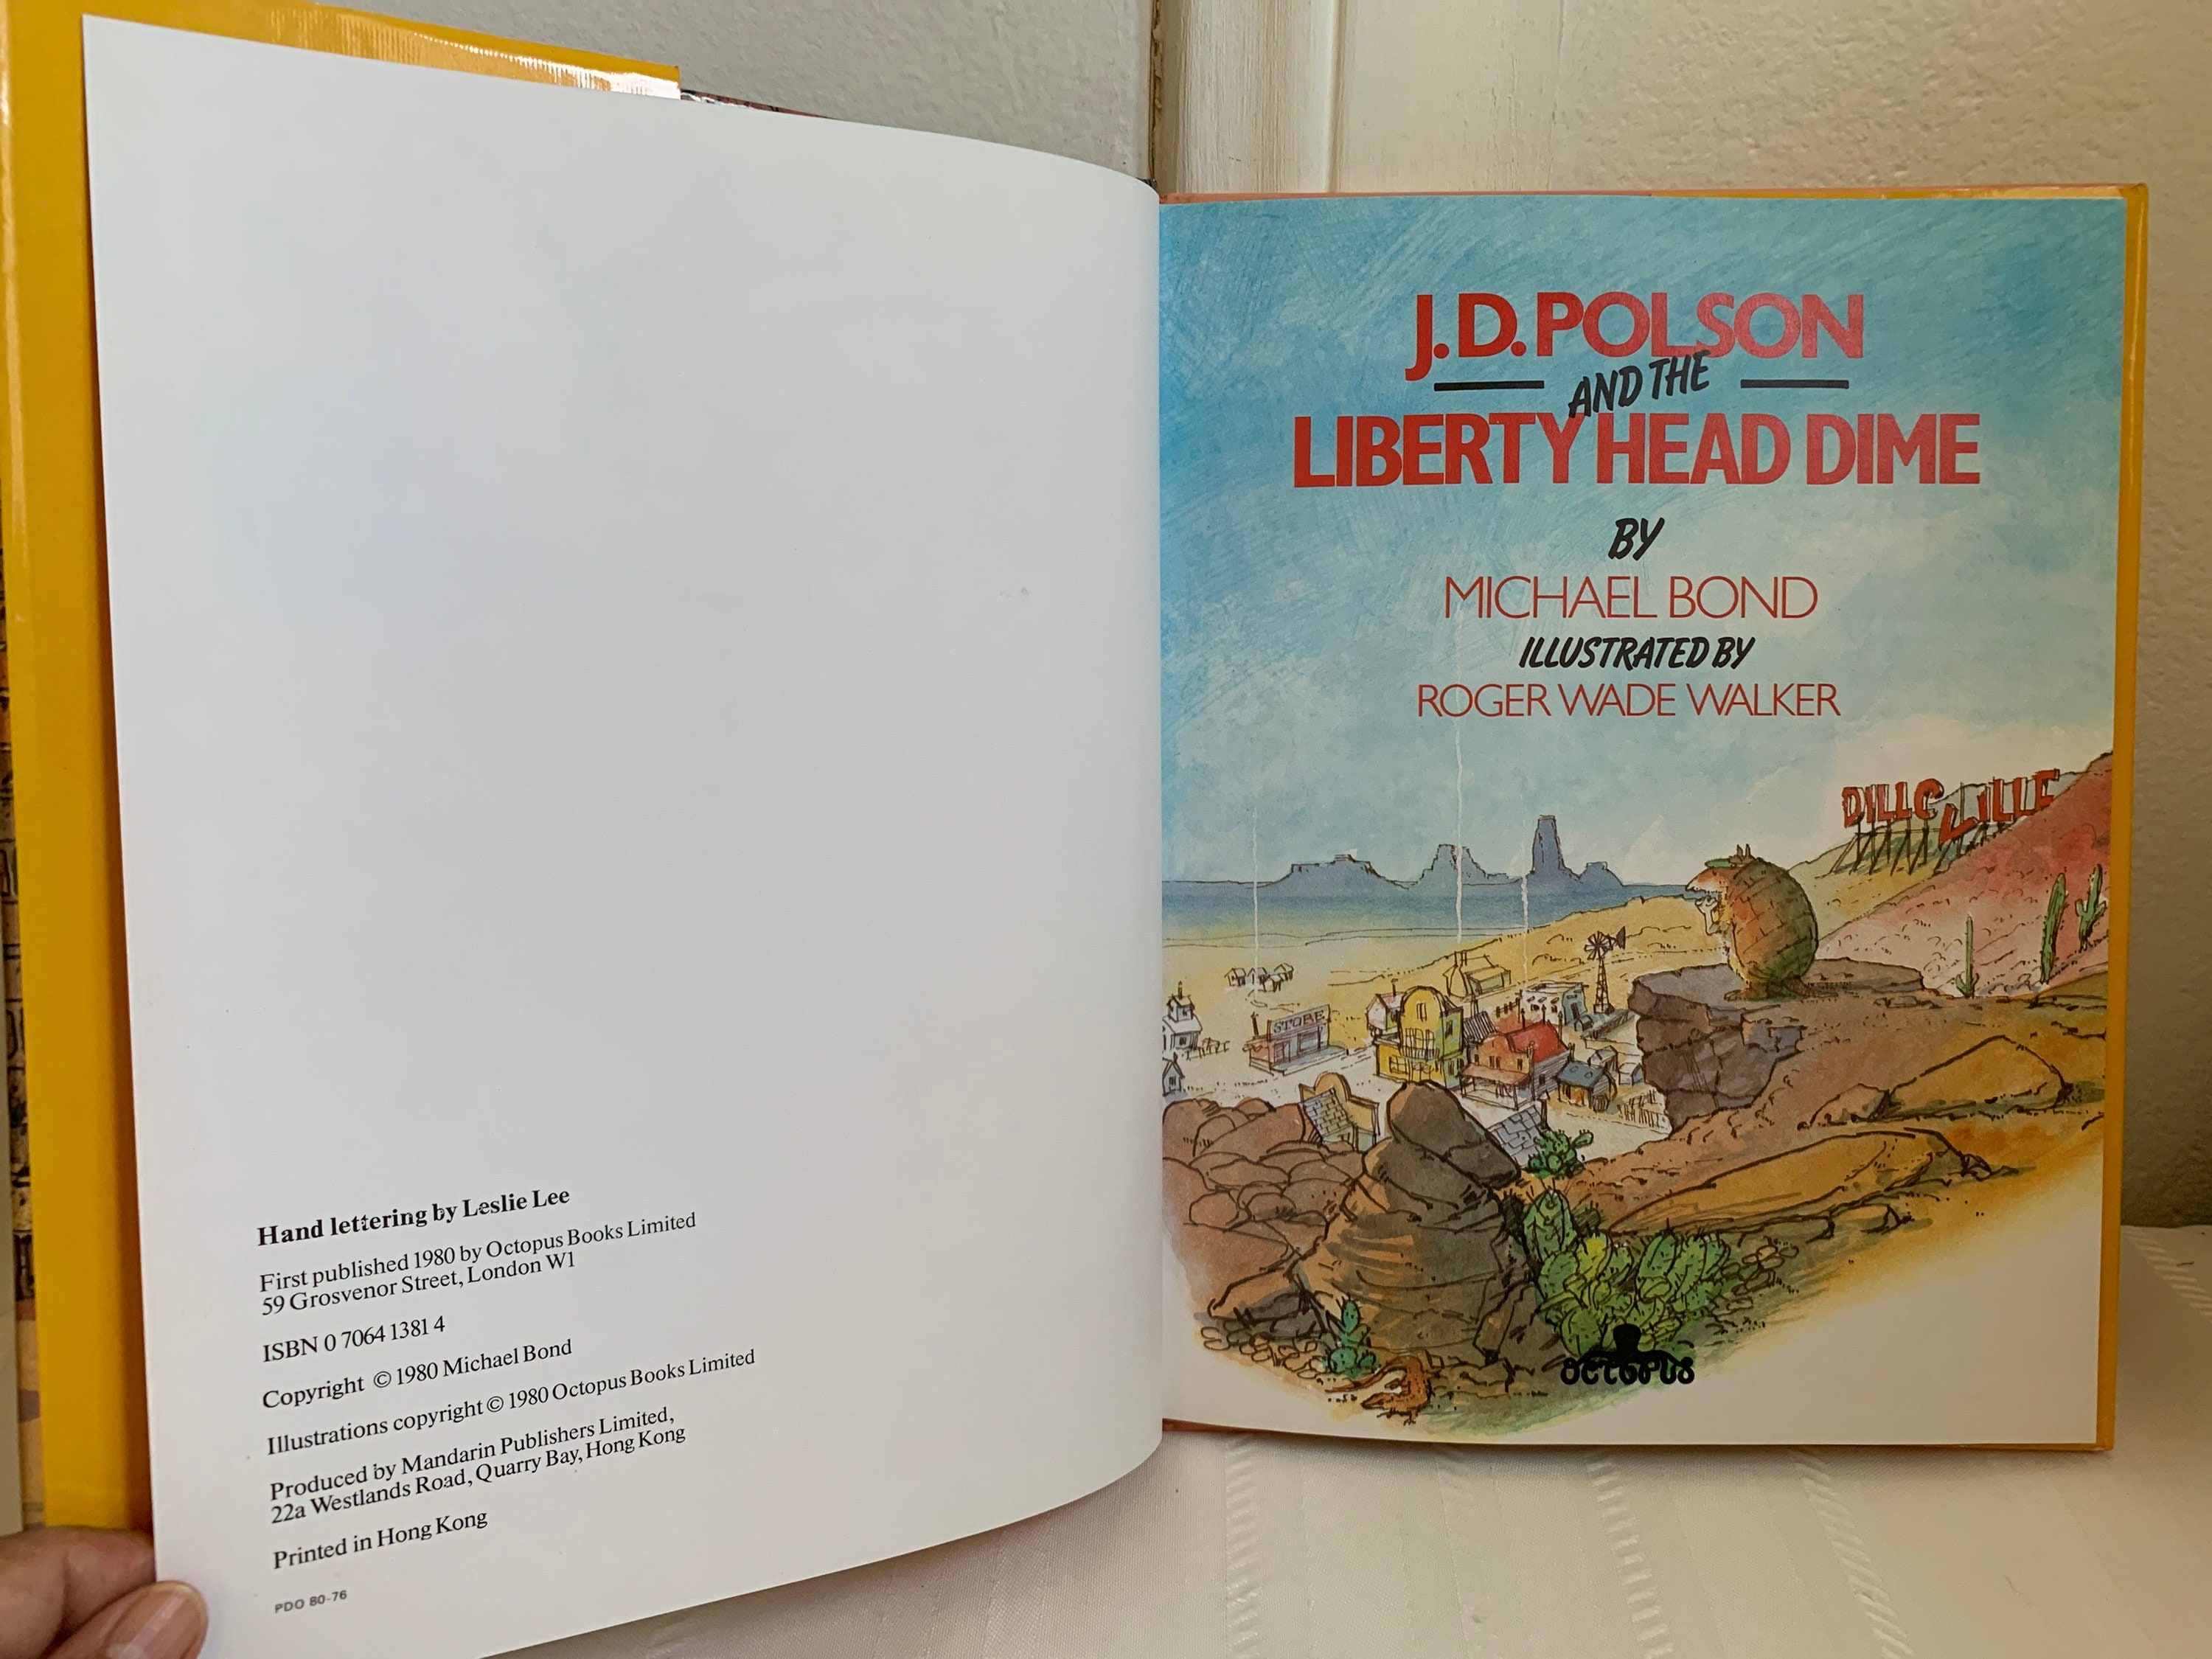 Hand lettering by Leslie Lee
First published 1980 by Octopus Books Limited
59 Grosvenor Street, London W1
ISBN 0 7064 1381 4
Copyright © 1980 Michael Bond
Illustrations copyright © 1980 Octopus Books Limited
Produced by Mandarin Publishers Limited,
22a Westlands Road, Quarry Bay, Hong Kong
Printed in Hong Kong
PDO 80-76
J.D. POLSON
AND THE
LIBERTY HEAD DIME
BY
MICHAEL BOND
ILLUSTRATED BY
ROGER WADE WALKER
DILLOVILLE
STORE
OCTOPUS